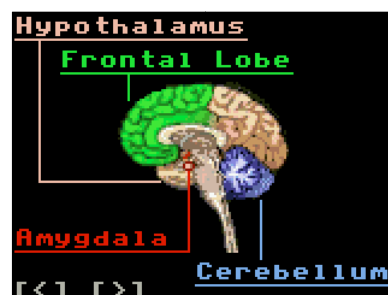 Hypothalamus
Frontal Lobe
Amygdala
Cerebellum
[<] [>]